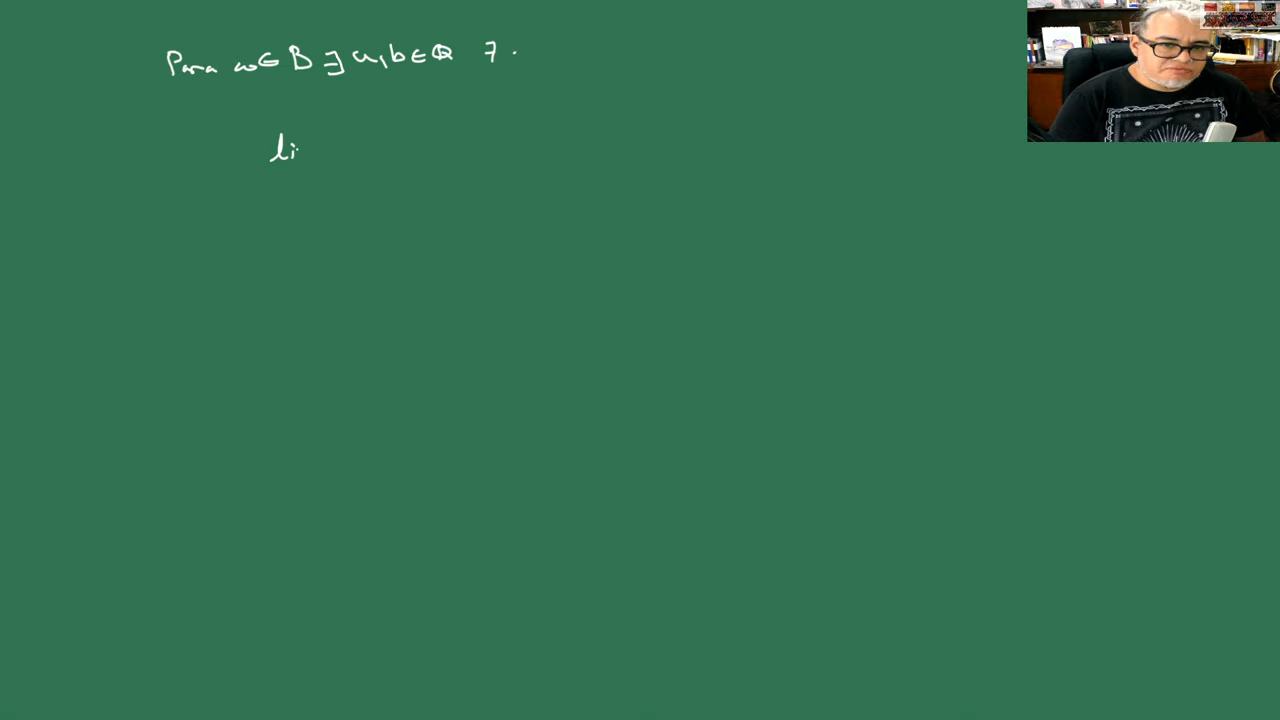 Para ω ∈ B ∃ a, b ∈ ℚ ∋ ·
li